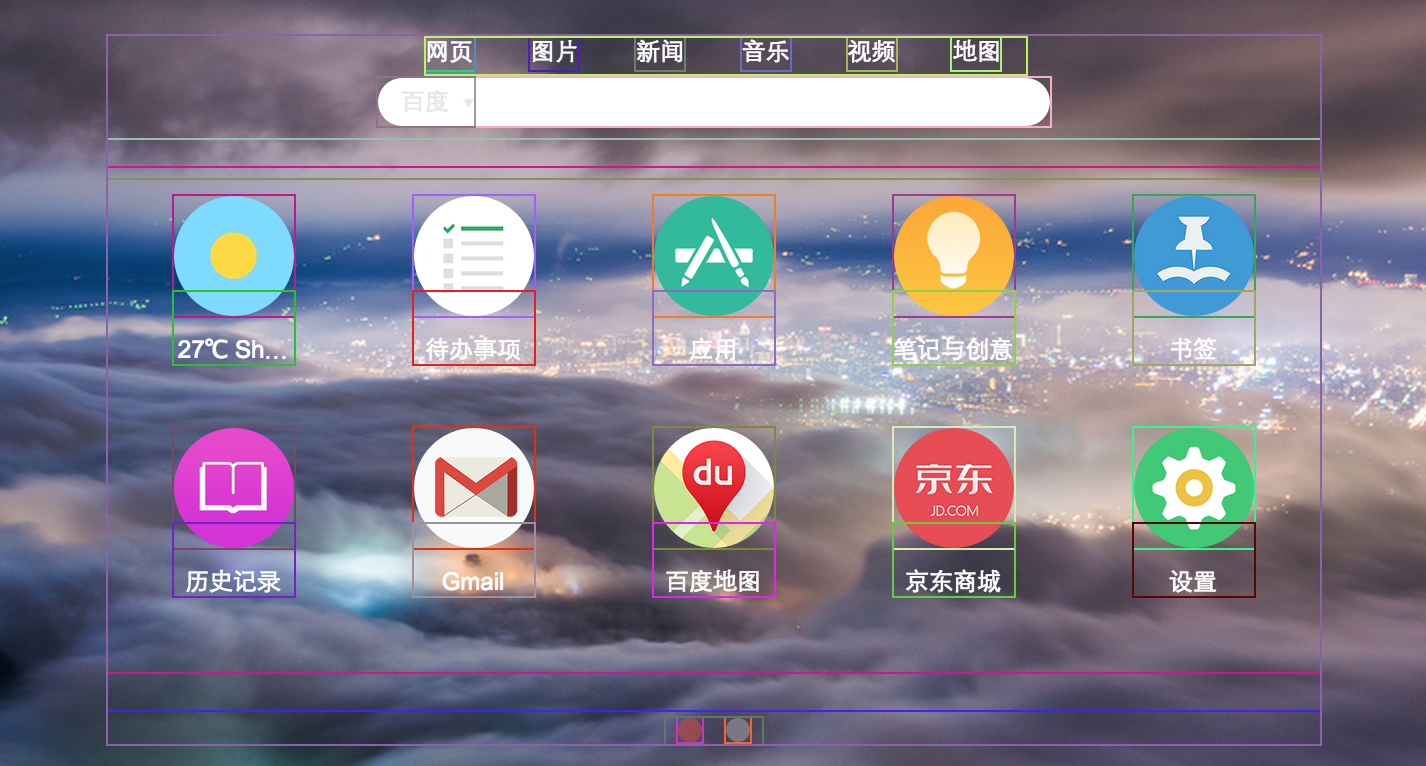 网页 图片 新闻 音乐 视频 地图
百度
27℃ Sh... 待办事项 应用 笔记与创意 书签
du 京东
JD.COM
历史记录 Gmail 百度地图 京东商城 设置